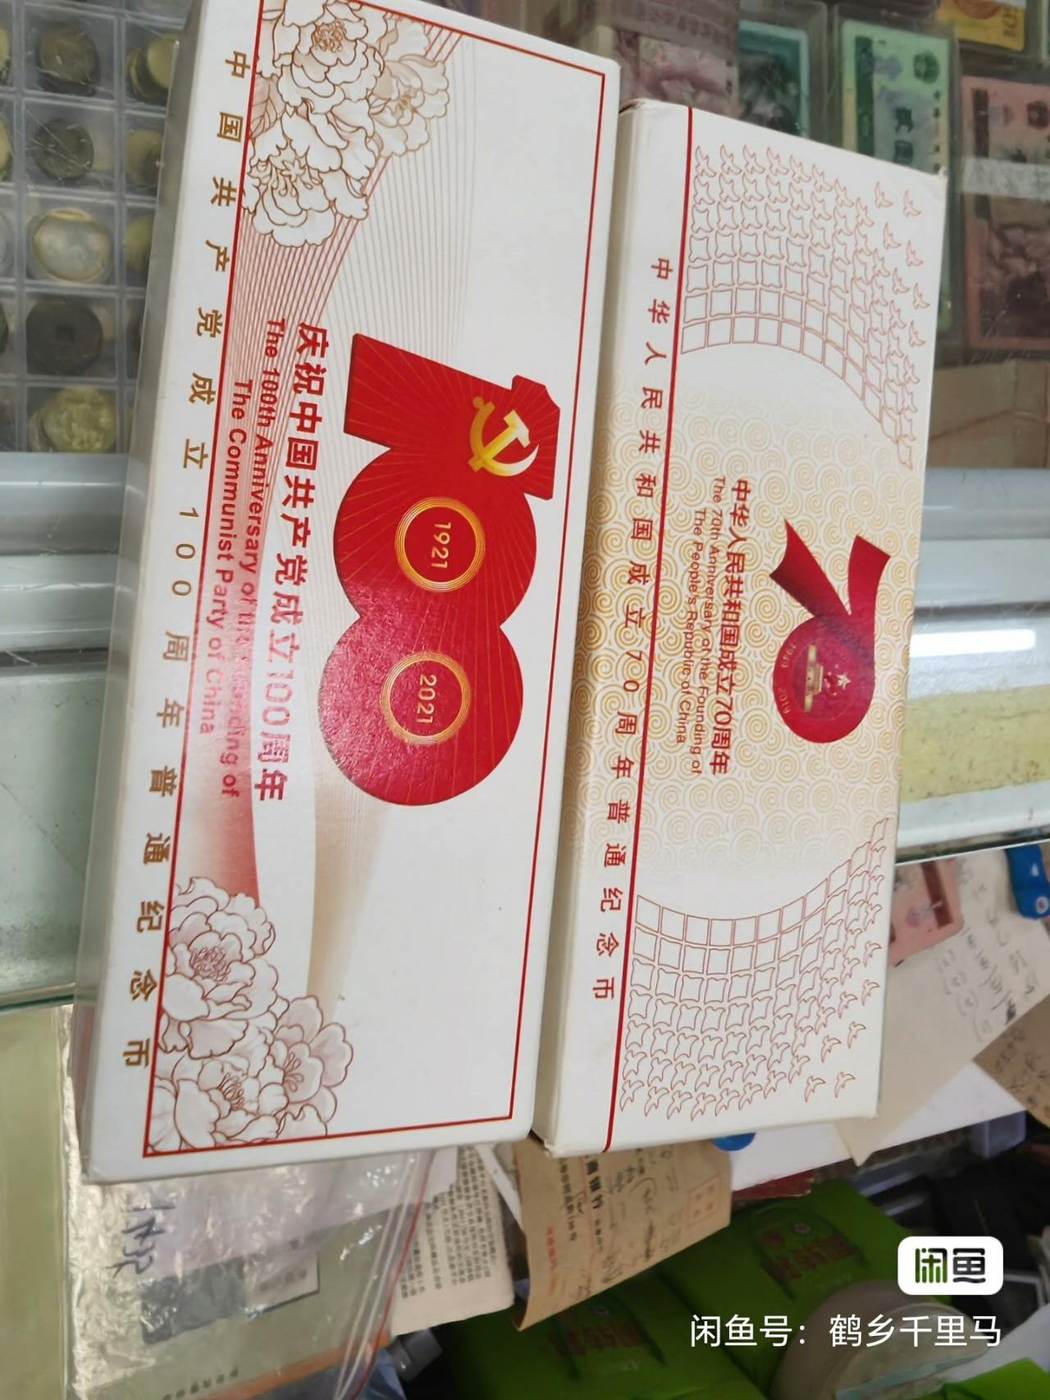 中国共产党成立100周年普通纪念币
庆祝中国共产党成立100周年
The 100th Anniversary of the Founding of
The Communist Party of China
1921
2021
中华人民共和国成立70周年普通纪念币
中华人民共和国成立70周年
The 70th Anniversary of the Founding of
The People's Republic of China
闲鱼
闲鱼号：鹤乡千里马